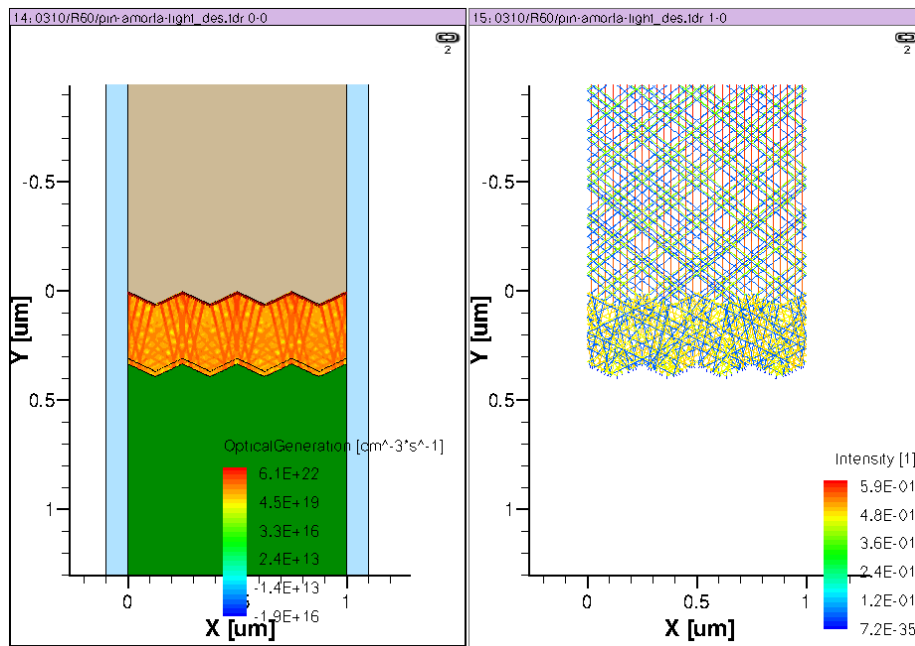 14: 0310/R60/pin-amorla-light_des.tdr 0-0
2
-0.5
0
0.5
1
Y [um]
OpticalGeneration [cm^-3*s^-1]
6.1E+22
4.5E+19
3.3E+16
2.4E+13
-1.4E+13
-1.9E+16
0
1
X [um]
15: 0310/R60/pin-amorla-light_des.tdr 1-0
2
-0.5
0
0.5
1
Y [um]
Intensity [1]
5.9E-01
4.8E-01
3.6E-01
2.4E-01
1.2E-01
7.2E-35
0
0.5
1
X [um]